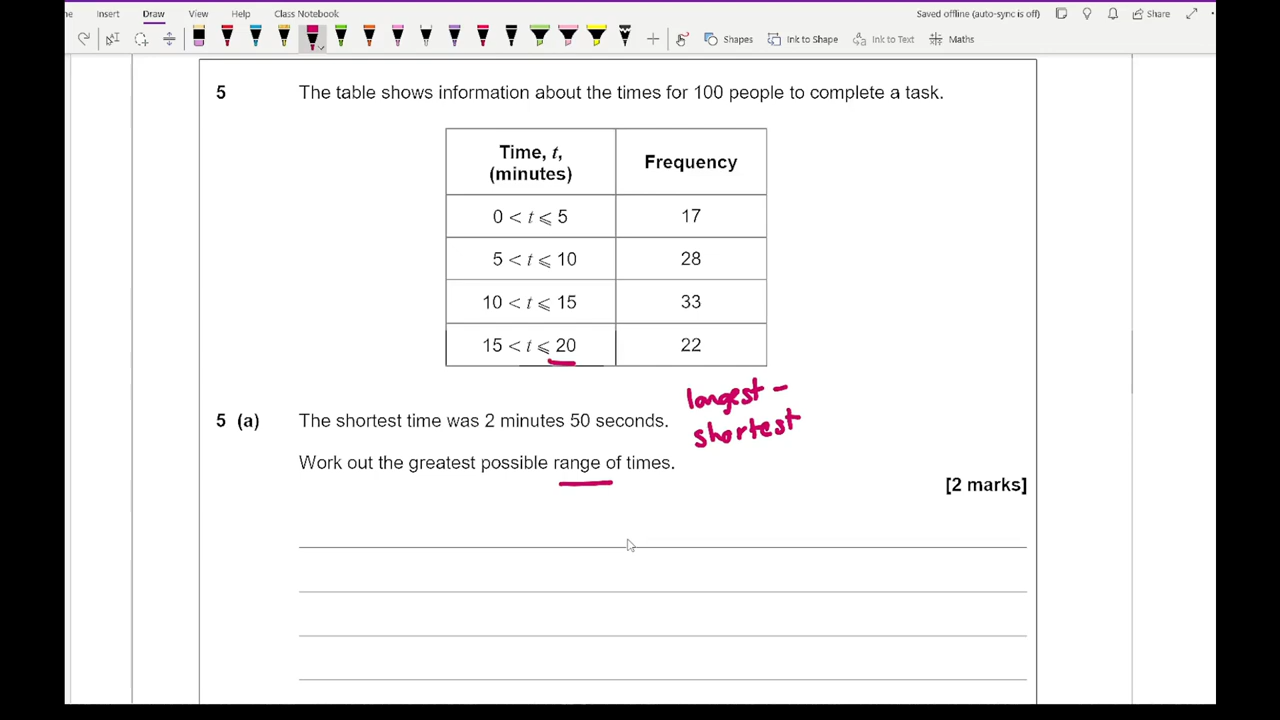 me Insert Draw View Help Class Notebook Saved offline (auto-sync is off) Share
Shapes Ink to Shape Ink to Text Maths
5 The table shows information about the times for 100 people to complete a task.
Time, t, (minutes) Frequency
0 < t ⩽ 5 17
5 < t ⩽ 10 28
10 < t ⩽ 15 33
15 < t ⩽ 20 22
longest –
5 (a) The shortest time was 2 minutes 50 seconds.
shortest
Work out the greatest possible range of times.
[2 marks]